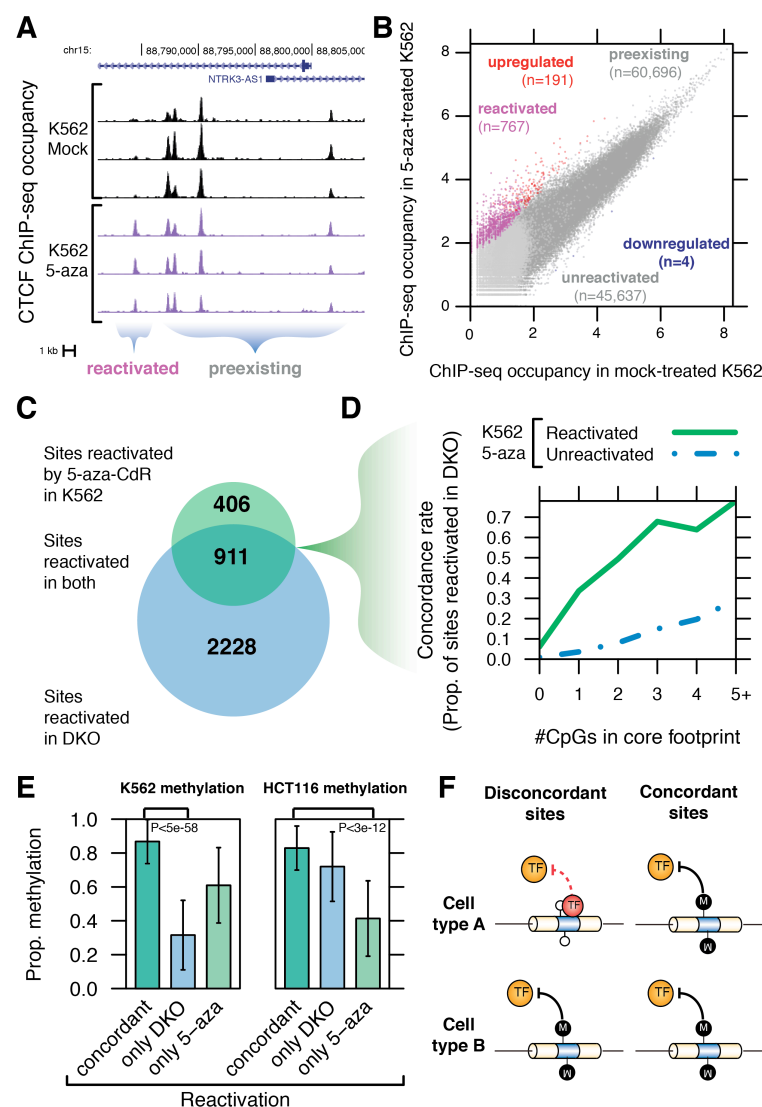 A
chr15:
88,790,000
88,795,000
88,800,000
88,805,000
NTRK3-AS1
CTCF ChIP-seq occupancy
K562
Mock
K562
5-aza
1 kb
reactivated
preexisting
B
ChIP-seq occupancy in 5-aza-treated K562
8
6
4
2
0
upregulated
(n=191)
preexisting
(n=60,696)
reactivated
(n=767)
downregulated
(n=4)
unreactivated
(n=45,637)
0
2
4
6
8
ChIP-seq occupancy in mock-treated K562
C
Sites reactivated
by 5-aza-CdR
in K562
Sites
reactivated
in both
Sites
reactivated
in DKO
406
911
2228
D
K562
5-aza
Reactivated
Unreactivated
Concordance rate
(Prop. of sites reactivated in DKO)
0.7
0.6
0.5
0.4
0.3
0.2
0.1
0.0
0
1
2
3
4
5+
#CpGs in core footprint
E
K562 methylation
HCT116 methylation
P<5e-58
P<3e-12
Prop. methylation
1.0
0.8
0.6
0.4
0.2
0.0
concordant
only DKO
only 5-aza
concordant
only DKO
only 5-aza
Reactivation
F
Disconcordant
sites
Concordant
sites
Cell
type A
TF
TF
TF
M
M
Cell
type B
TF
M
M
TF
M
M